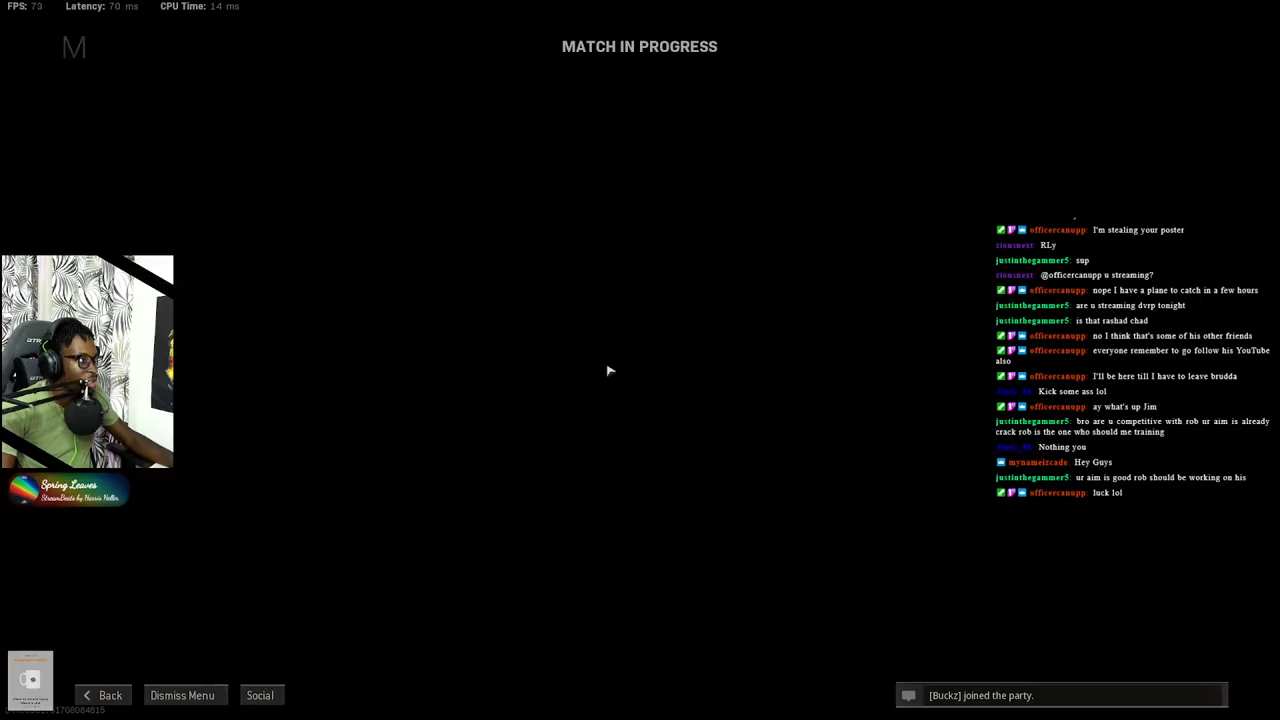 FPS: 73 Latency: 70 ms CPU Time: 14 ms
M
MATCH IN PROGRESS
officercanupp: I'm stealing your poster
zionsnext: RLy
justinthegammer5: sup
zionsnext: @officercanupp u streaming?
officercanupp: nope I have a plane to catch in a few hours
justinthegammer5: are u streaming dvrp tonight
justinthegammer5: is that rashad chad
officercanupp: no I think that's some of his other friends
officercanupp: everyone remember to go follow his YouTube
also
officercanupp: I'll be here till I have to leave brudda
Kick some ass lol
officercanupp: ay what's up Jim
justinthegammer5: bro are u competitive with rob ur aim is already
crack rob is the one who should me training
Nothing you
mynameizcade: Hey Guys
justinthegammer5: ur aim is good rob should be working on his
officercanupp: luck lol
GTR
Spring Leaves
StreamBeats by Harris Heller
Back
Dismiss Menu
Social
[Buckz] joined the party.